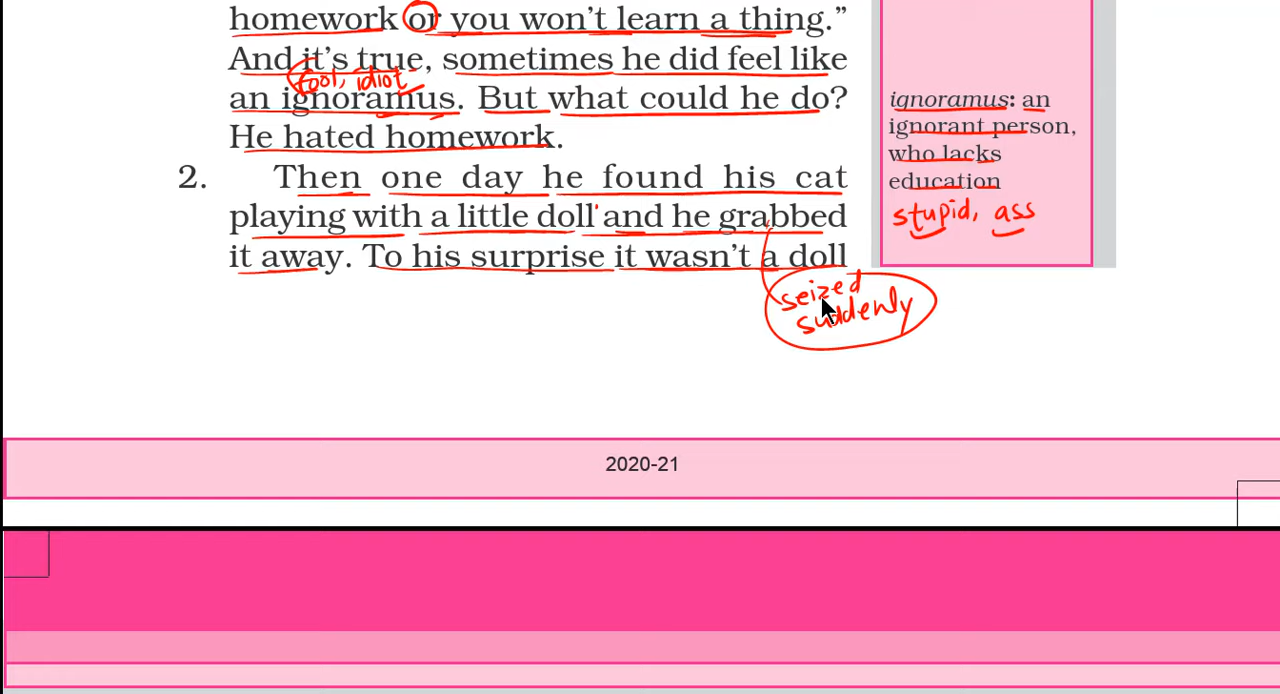 homework or you won't learn a thing.”
And it's true, sometimes he did feel like
fool, idiot
an ignoramus. But what could he do?
He hated homework.
2. Then one day he found his cat
playing with a little doll and he grabbed
it away. To his surprise it wasn't a doll
seized
suddenly
ignoramus: an
ignorant person,
who lacks
education
stupid, ass
2020-21